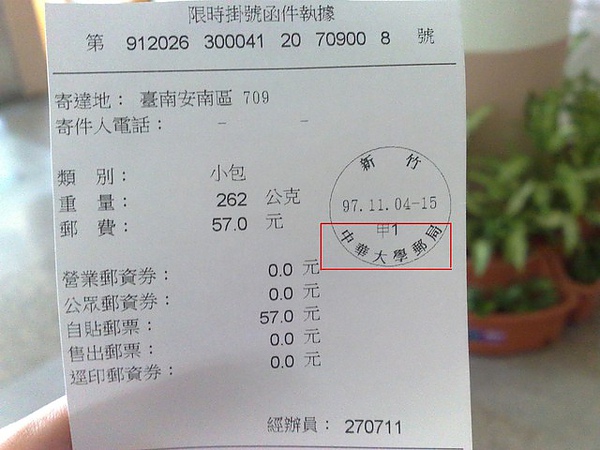 限時掛號函件執據
第 912026 300041 20 70900 8 號
寄達地： 臺南安南區 709
寄件人電話： － －
類 別： 小包
重 量： 262 公克
郵 費： 57.0 元
新竹
97.11.04-15
甲1
中華大學郵局
營業郵資券： 0.0 元
公眾郵資券： 0.0 元
自貼郵票： 57.0 元
售出郵票： 0.0 元
逕印郵資券： 0.0 元
經辦員： 270711